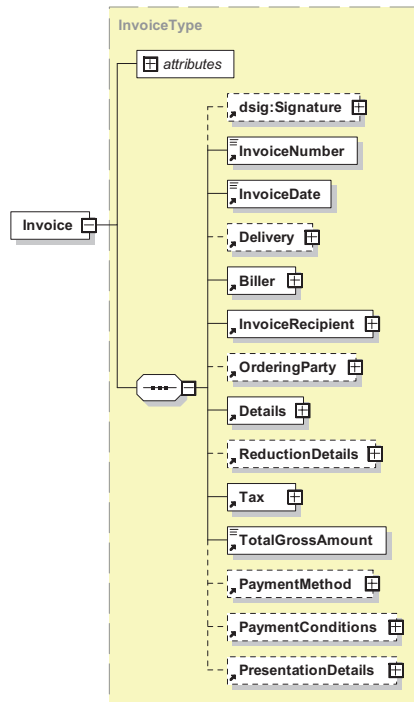 InvoiceType
attributes
dsig:Signature
InvoiceNumber
InvoiceDate
Delivery
Invoice
Biller
InvoiceRecipient
OrderingParty
Details
ReductionDetails
Tax
TotalGrossAmount
PaymentMethod
PaymentConditions
PresentationDetails